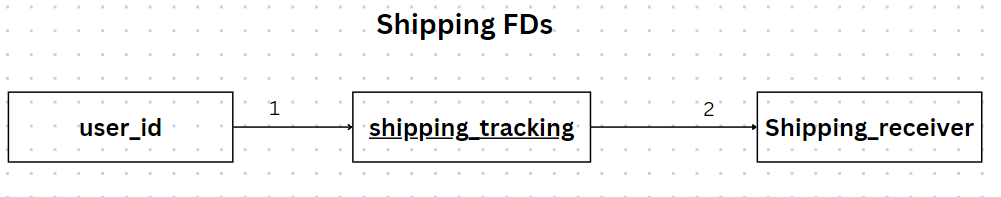 Shipping FDs
1
2
user_id
shipping_tracking
Shipping_receiver